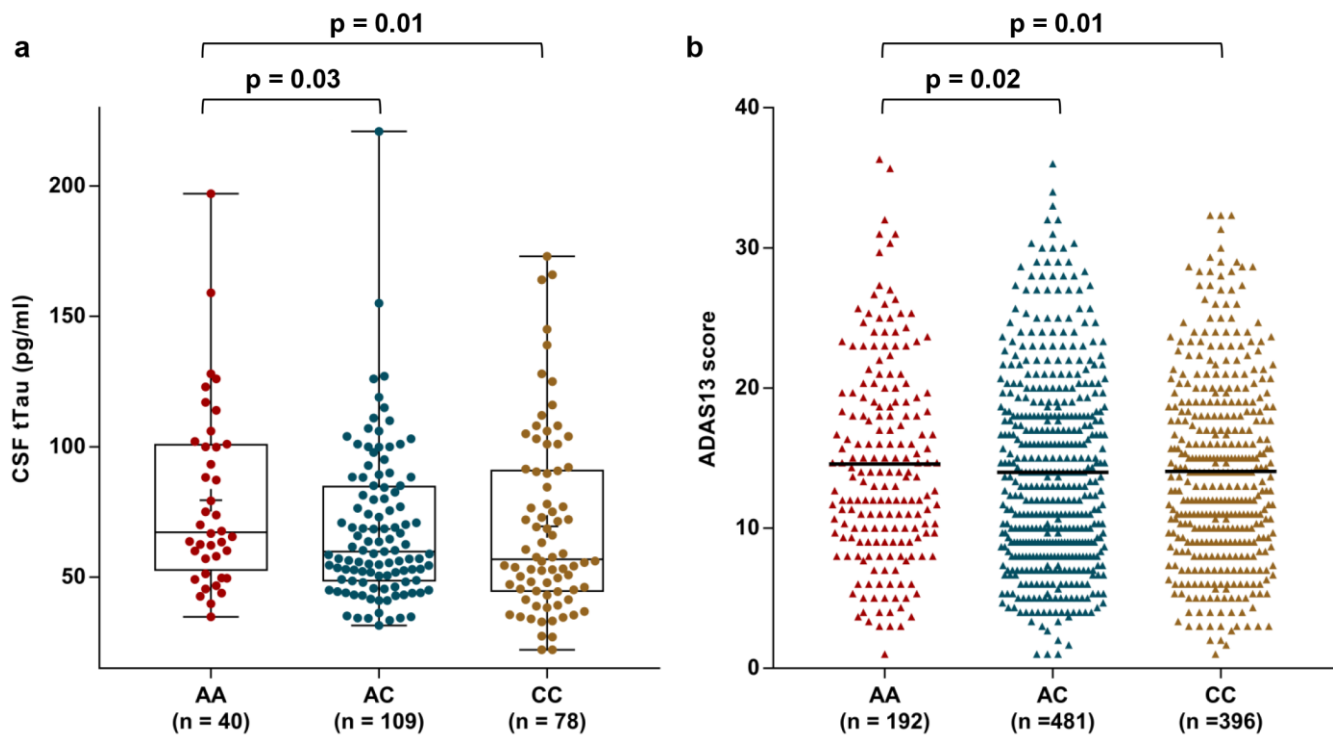 a
p = 0.01
p = 0.03
CSF tTau (pg/ml)
200
150
100
50
AA
AC
CC
(n = 40)
(n = 109)
(n = 78)
b
p = 0.01
p = 0.02
ADAS13 score
40
30
20
10
0
AA
AC
CC
(n = 192)
(n =481)
(n =396)